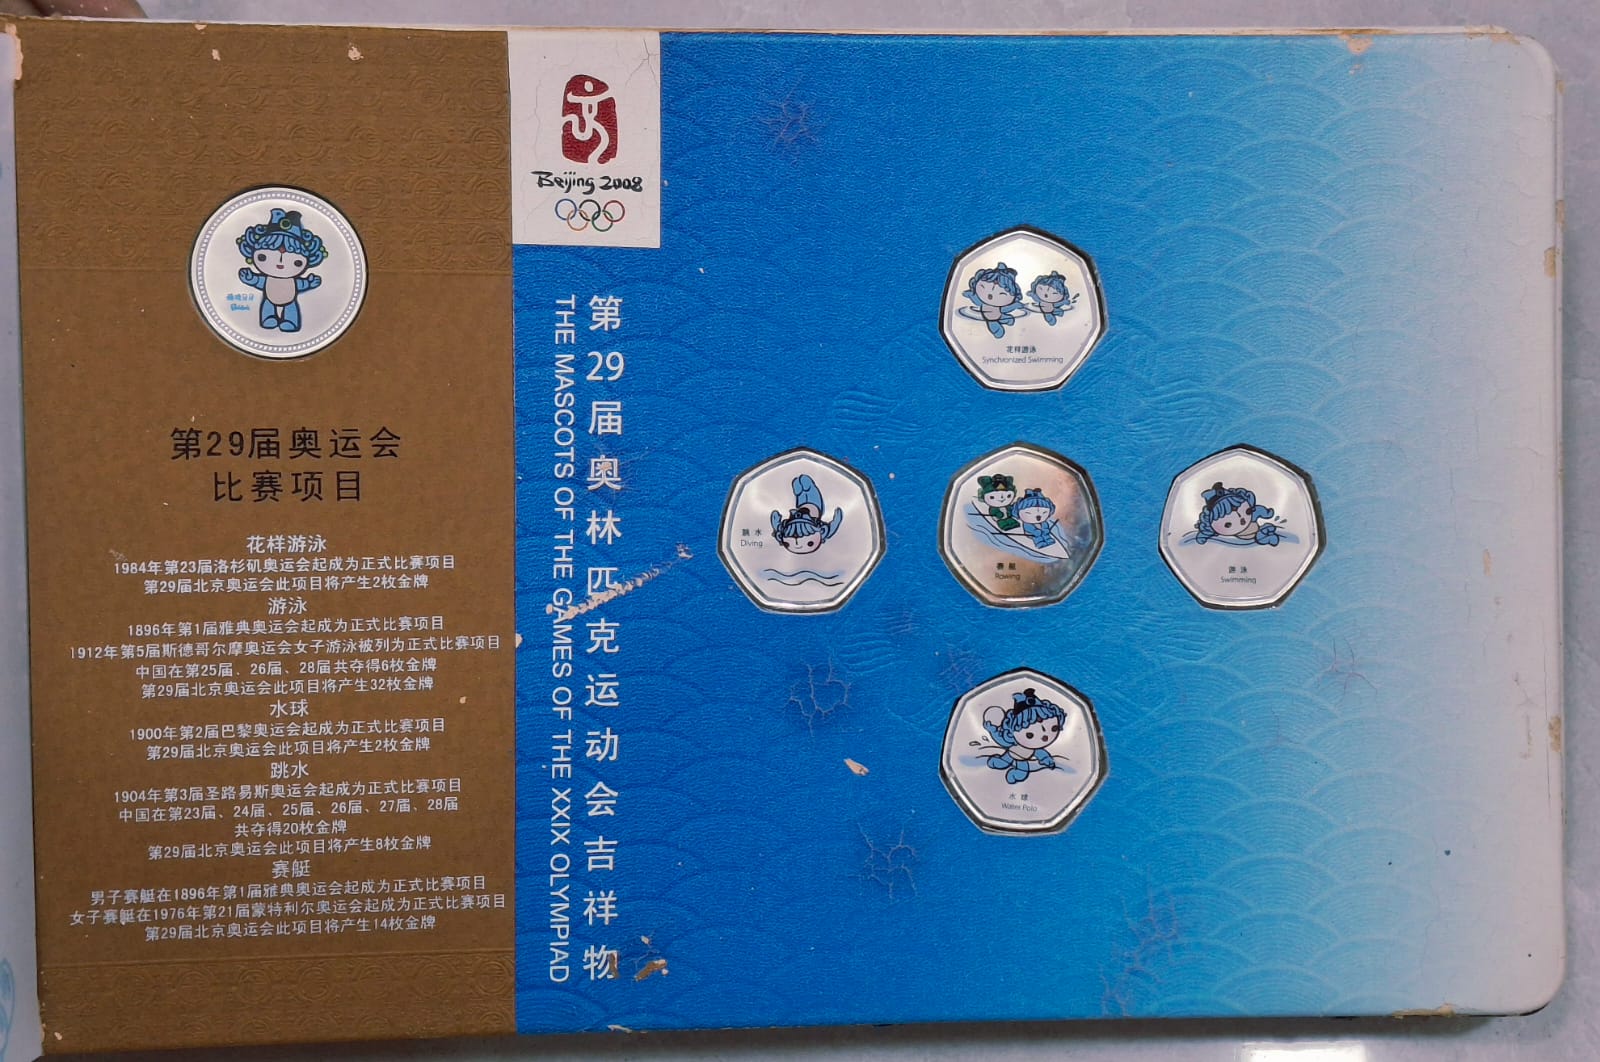 福娃贝贝
Beibei
第29届奥运会
比赛项目
花样游泳
1984年第23届洛杉矶奥运会起成为正式比赛项目
第29届北京奥运会此项目将产生2枚金牌
游泳
1896年第1届雅典奥运会起成为正式比赛项目
1912年第5届斯德哥尔摩奥运会女子游泳被列为正式比赛项目
中国在第25届、26届、28届共夺得6枚金牌
第29届北京奥运会此项目将产生32枚金牌
水球
1900年第2届巴黎奥运会起成为正式比赛项目
第29届北京奥运会此项目将产生2枚金牌
跳水
1904年第3届圣路易斯奥运会起成为正式比赛项目
中国在第23届、24届、25届、26届、27届、28届
共夺得20枚金牌
第29届北京奥运会此项目将产生8枚金牌
赛艇
男子赛艇在1896年第1届雅典奥运会起成为正式比赛项目
女子赛艇在1976年第21届蒙特利尔奥运会起成为正式比赛项目
第29届北京奥运会此项目将产生14枚金牌
Beijing 2008
第29届奥林匹克运动会吉祥物
THE MASCOTS OF THE GAMES OF THE XXIX OLYMPIAD
花样游泳
Synchronized Swimming
跳水
Diving
赛艇
Rowing
游泳
Swimming
水球
Water Polo